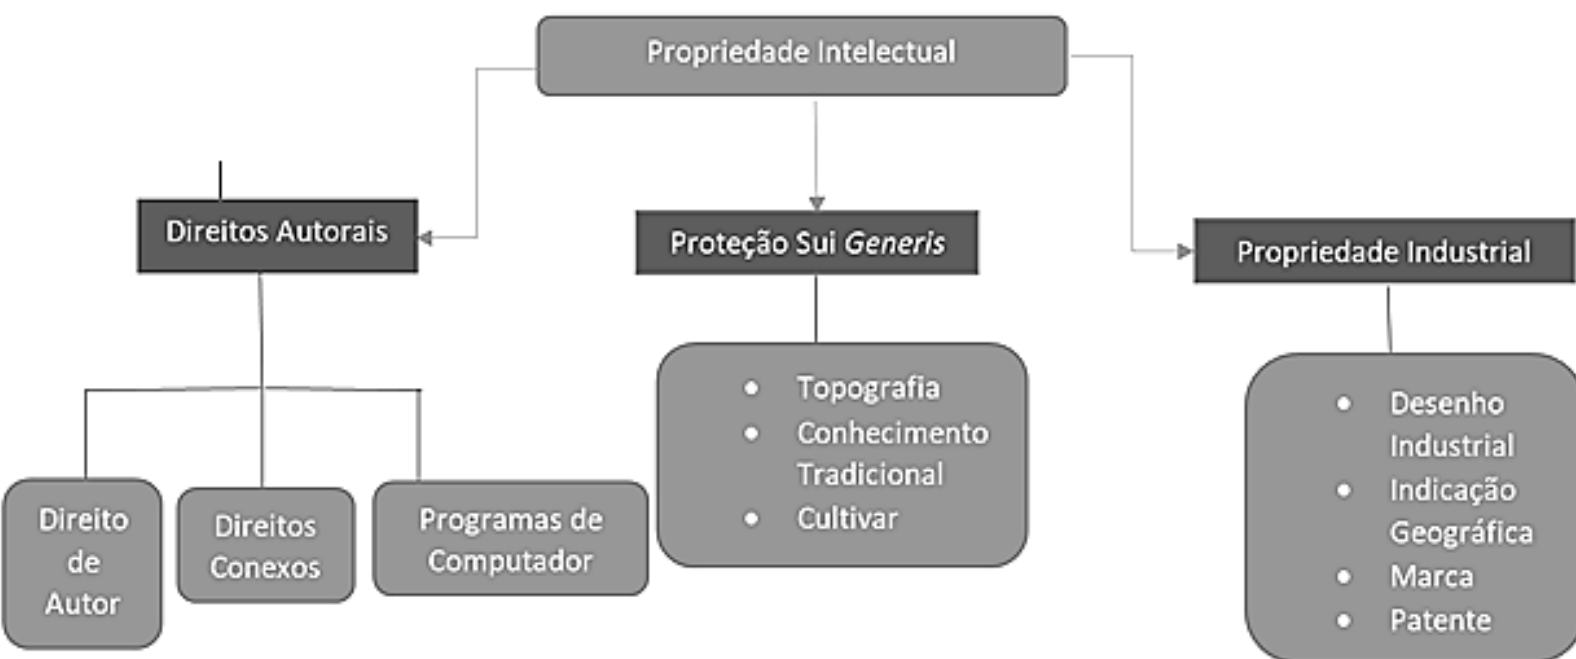 Propriedade Intelectual
Direitos Autorais
Proteção Sui Generis
Propriedade Industrial
Direito
de
Autor
Direitos
Conexos
Programas de
Computador
• Topografia
• Conhecimento
Tradicional
• Cultivar
• Desenho
Industrial
• Indicação
Geográfica
• Marca
• Patente